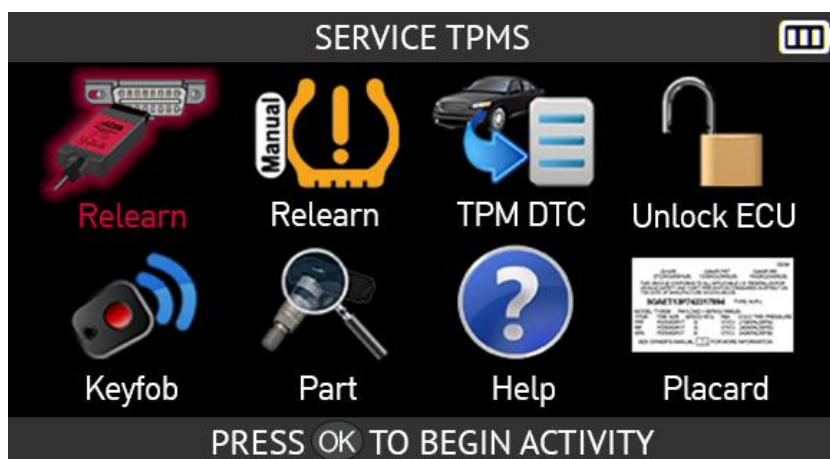 SERVICE TPMS
Manual
Relearn
Relearn
TPM DTC
Unlock ECU
Keyfob
Part
Help
Placard
PRESS OK TO BEGIN ACTIVITY